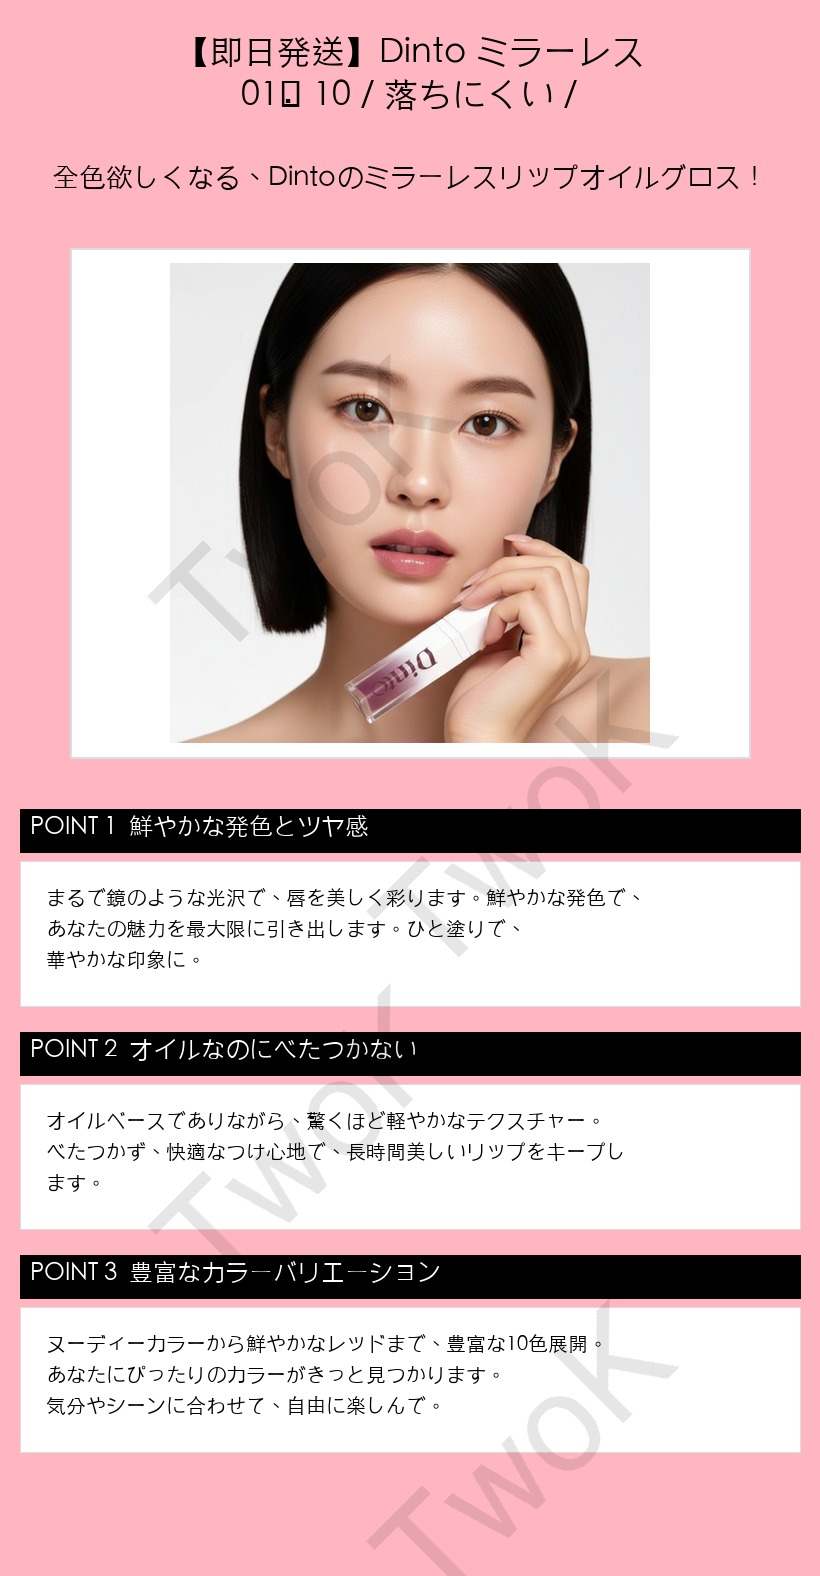 【即日発送】Dinto ミラーレス
01 10 / 落ちにくい /
全色欲しくなる、Dintoのミラーレスリップオイルグロス！
Dinto
POINT 1 鮮やかな発色とツヤ感
まるで鏡のような光沢で、唇を美しく彩ります。鮮やかな発色で、
あなたの魅力を最大限に引き出します。ひと塗りで、
華やかな印象に。
POINT 2 オイルなのにべたつかない
オイルベースでありながら、驚くほど軽やかなテクスチャー。
べたつかず、快適なつけ心地で、長時間美しいリップをキープし
ます。
POINT 3 豊富なカラーバリエーション
ヌーディーカラーから鮮やかなレッドまで、豊富な10色展開。
あなたにぴったりのカラーがきっと見つかります。
気分やシーンに合わせて、自由に楽しんで。
TwoK
TwoK
TwoK
TwoK